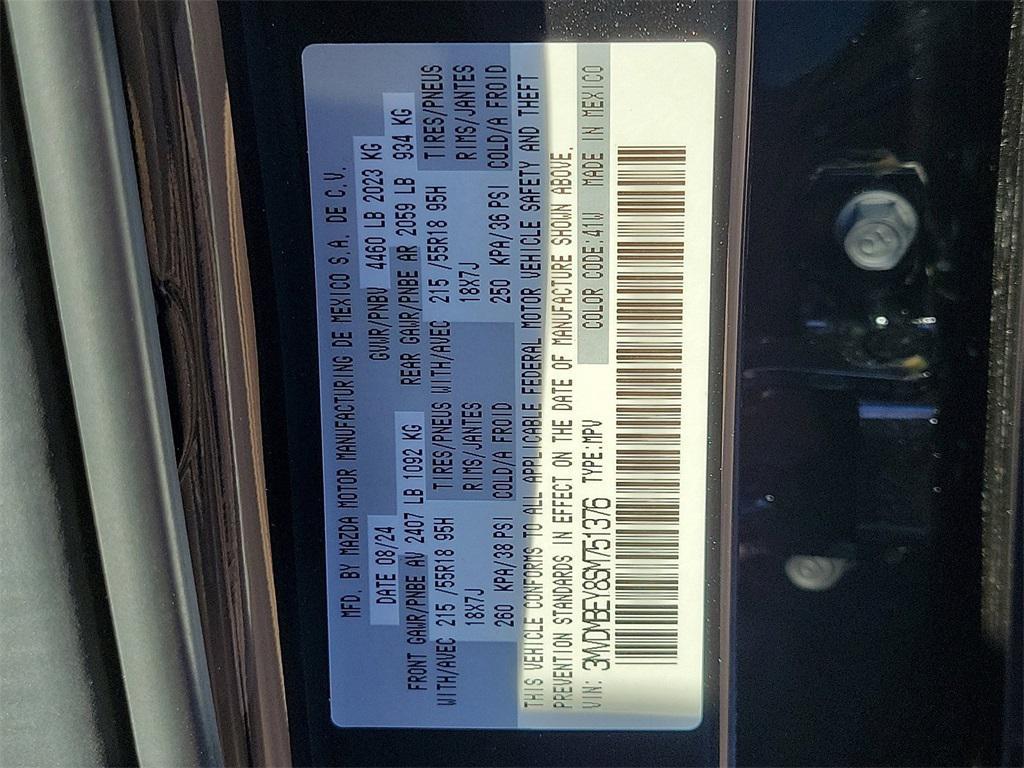 MFD. BY MAZDA MOTOR MANUFACTURING DE MEXICO S.A. DE C.V.
DATE 08/24 GVWR/PNBV 4460 LB 2023 KG
FRONT GAWR/PNBE AV 2407 LB 1092 KG REAR GAWR/PNBE AR 2059 LB 934 KG
WITH/AVEC 215 /55R18 95H TIRES/PNEUS WITH/AVEC 215 /55R18 95H TIRES/PNEUS
18X7J RIMS/JANTES 18X7J RIMS/JANTES
260 KPA/38 PSI COLD/A FROID 250 KPA/36 PSI COLD/A FROID
THIS VEHICLE CONFORMS TO ALL APPLICABLE FEDERAL MOTOR VEHICLE SAFETY AND THEFT
PREVENTION STANDARDS IN EFFECT ON THE DATE OF MANUFACTURE SHOWN ABOVE.
VIN: 3MVDMBEY8SM751376 TYPE:MPV COLOR CODE:41W MADE IN MEXICO